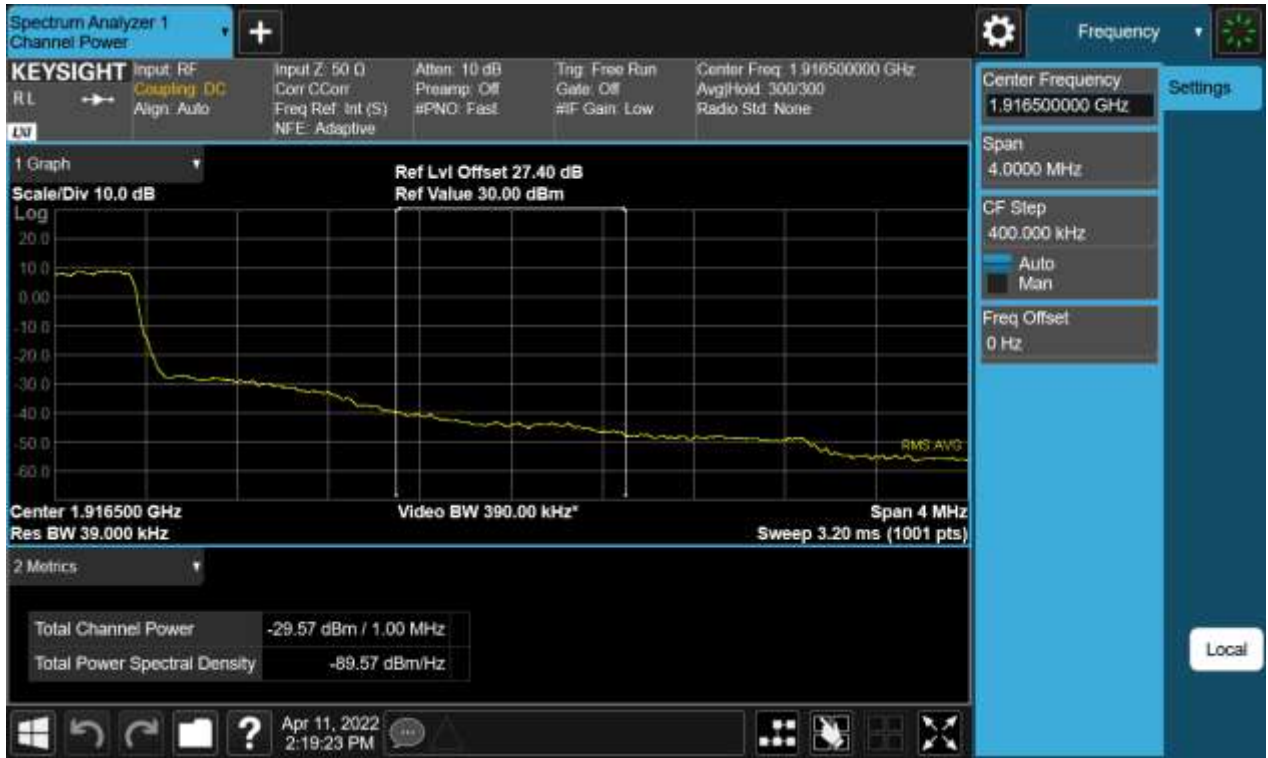 Spectrum Analyzer 1
Channel Power
+
Frequency
KEYSIGHT
RL
LXI
Input: RF
Coupling: DC
Align: Auto
Input Z: 50 Ω
Corr CCorr
Freq Ref: Int (S)
NFE: Adaptive
Atten: 10 dB
Preamp: Off
#PNO: Fast
Trig: Free Run
Gate: Off
#IF Gain: Low
Center Freq: 1.916500000 GHz
Avg|Hold: 300/300
Radio Std: None
Center Frequency
1.916500000 GHz
Settings
Span
4.0000 MHz
CF Step
400.000 kHz
Auto
Man
Freq Offset
0 Hz
Local
1 Graph
Scale/Div 10.0 dB
Ref Lvl Offset 27.40 dB
Ref Value 30.00 dBm
Log
20.0
10.0
0.00
-10.0
-20.0
-30.0
-40.0
-50.0
-60.0
RMS AVG
Center 1.916500 GHz
Res BW 39.000 kHz
Video BW 390.00 kHz*
Span 4 MHz
Sweep 3.20 ms (1001 pts)
2 Metrics
Total Channel Power -29.57 dBm / 1.00 MHz
Total Power Spectral Density -89.57 dBm/Hz
?
Apr 11, 2022
2:19:23 PM